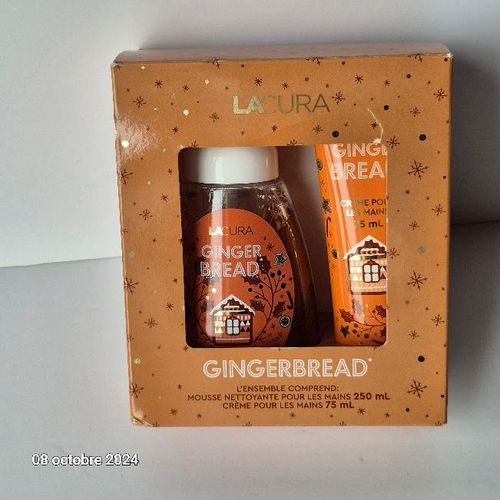 LACURA
GINGE
BREA
CRÈME POU
LES MAINS
75 mL
LACURA
GINGER
BREAD
GINGERBREAD*
L'ENSEMBLE COMPREND:
MOUSSE NETTOYANTE POUR LES MAINS 250 mL
CRÈME POUR LES MAINS 75 mL
08 octobre 2024